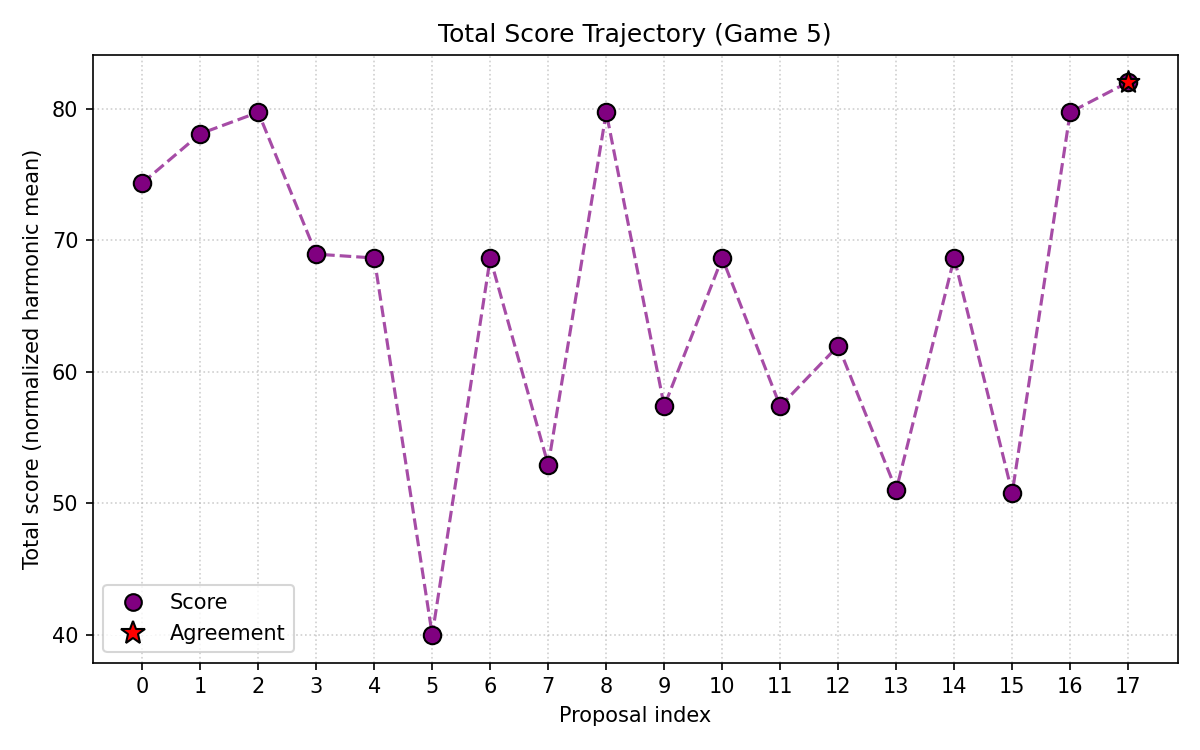 Total Score Trajectory (Game 5)
Total score (normalized harmonic mean)
80
70
60
50
40
Score
Agreement
0 1 2 3 4 5 6 7 8 9 10 11 12 13 14 15 16 17
Proposal index